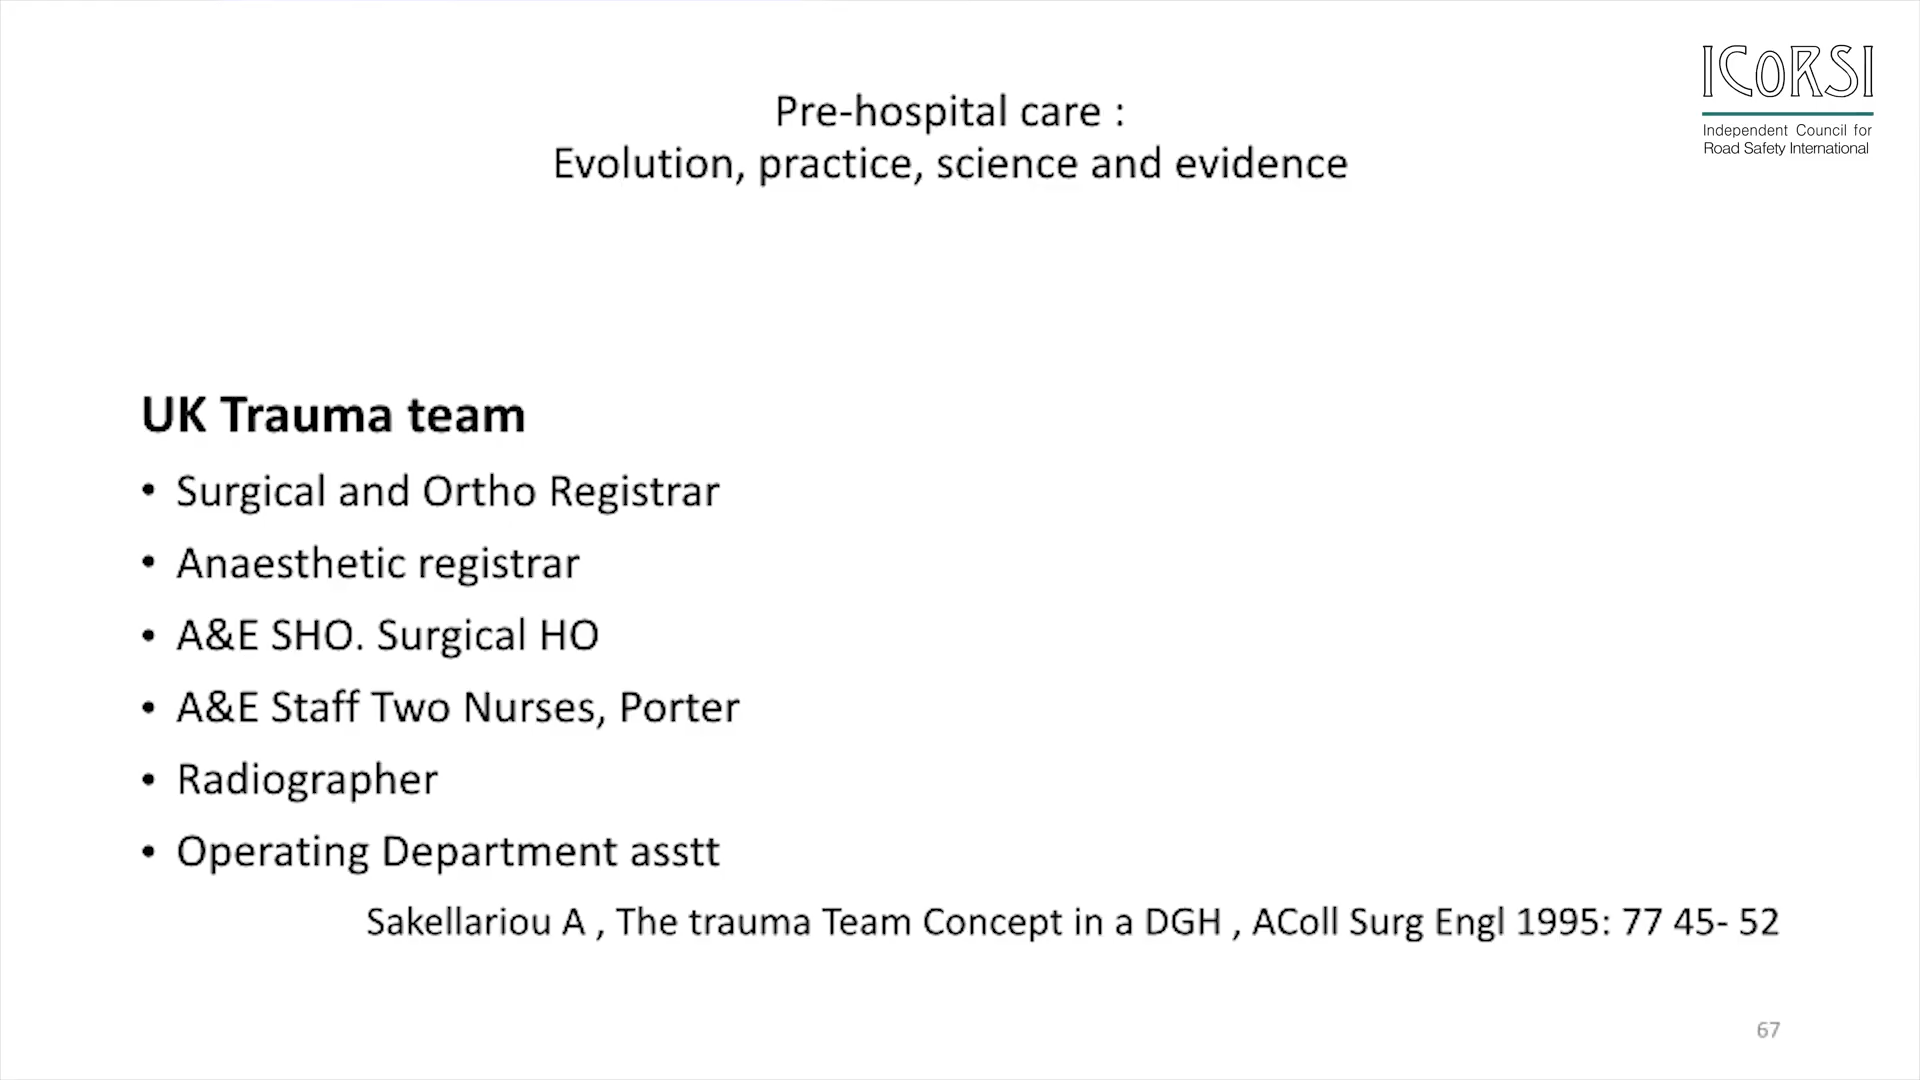 ICoRSI
Independent Council for
Road Safety International
Pre-hospital care :
Evolution, practice, science and evidence
UK Trauma team
• Surgical and Ortho Registrar
• Anaesthetic registrar
• A&E SHO. Surgical HO
• A&E Staff Two Nurses, Porter
• Radiographer
• Operating Department asstt
Sakellariou A , The trauma Team Concept in a DGH , AColl Surg Engl 1995: 77 45- 52
67